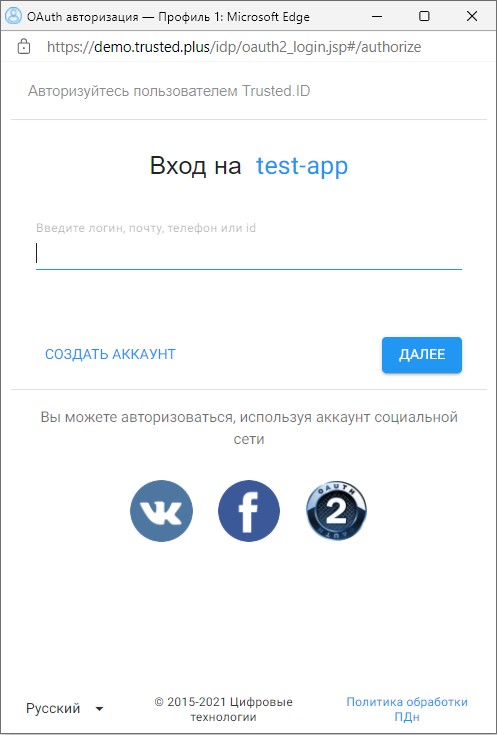 OAuth авторизация — Профиль 1: Microsoft Edge
https://demo.trusted.plus/idp/oauth2_login.jsp#/authorize
Авторизуйтесь пользователем Trusted.ID
Вход на test-app
Введите логин, почту, телефон или id
СОЗДАТЬ АККАУНТ
ДАЛЕЕ
Вы можете авторизоваться, используя аккаунт социальной
сети
OAUTH
2
Русский
© 2015-2021 Цифровые
технологии
Политика обработки
ПДн